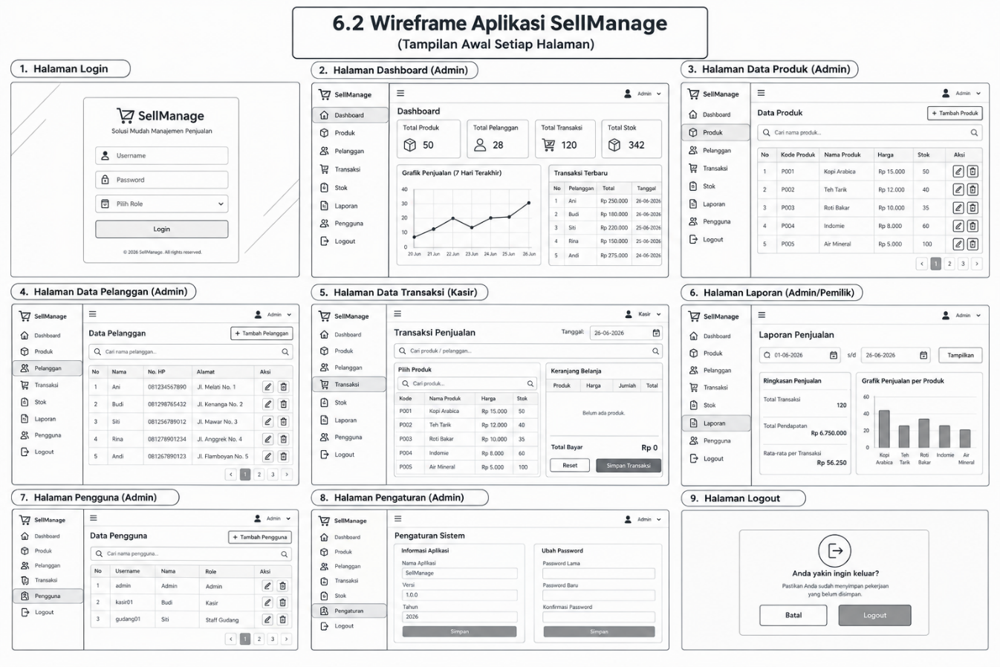 6.2 Wireframe Aplikasi SellManage
(Tampilan Awal Setiap Halaman)
1. Halaman Login
SellManage
Solusi Mudah Manajemen Penjualan
Username
Password
Pilih Role
Login
© 2026 SellManage. All rights reserved.
2. Halaman Dashboard (Admin)
SellManage
Admin
Dashboard
Produk
Pelanggan
Transaksi
Stok
Laporan
Pengguna
Logout
Dashboard
Total Produk
50
Total Pelanggan
28
Total Transaksi
120
Total Stok
342
Grafik Penjualan (7 Hari Terakhir)
40
30
20
10
0
20 Jun 21 Jun 22 Jun 23 Jun 24 Jun 25 Jun 26 Jun
Transaksi Terbaru
No Pelanggan Total Tanggal
1 Ani Rp 250.000 26-06-2026
2 Budi Rp 180.000 26-06-2026
3 Siti Rp 220.000 25-06-2026
4 Rina Rp 150.000 25-06-2026
5 Andi Rp 275.000 24-06-2026
3. Halaman Data Produk (Admin)
SellManage
Admin
Dashboard
Produk
Pelanggan
Transaksi
Stok
Laporan
Pengguna
Logout
Data Produk
+ Tambah Produk
Cari nama produk...
No Kode Produk Nama Produk Harga Stok Aksi
1 P001 Kopi Arabica Rp 15.000 50
2 P002 Teh Tarik Rp 12.000 40
3 P003 Roti Bakar Rp 10.000 35
4 P004 Indomie Rp 8.000 60
5 P005 Air Mineral Rp 5.000 100
< 1 2 3 >
4. Halaman Data Pelanggan (Admin)
SellManage
Admin
Dashboard
Produk
Pelanggan
Transaksi
Stok
Laporan
Pengguna
Logout
Data Pelanggan
+ Tambah Pelanggan
Cari nama pelanggan...
No Nama No. HP Alamat Aksi
1 Ani 081234567890 Jl. Melati No. 1
2 Budi 081298765432 Jl. Kenanga No. 2
3 Siti 081256789012 Jl. Mawar No. 3
4 Rina 081278901234 Jl. Anggrek No. 4
5 Andi 081267890123 Jl. Flamboyan No. 5
< 1 2 3 >
5. Halaman Data Transaksi (Kasir)
SellManage
Kasir
Dashboard
Produk
Pelanggan
Transaksi
Stok
Laporan
Pengguna
Logout
Transaksi Penjualan
Tanggal: 26-06-2026
Cari produk / pelanggan...
Pilih Produk
Cari produk...
Kode Nama Produk Harga Stok
P001 Kopi Arabica Rp 15.000 50
P002 Teh Tarik Rp 12.000 40
P003 Roti Bakar Rp 10.000 35
P004 Indomie Rp 8.000 60
P005 Air Mineral Rp 5.000 100
Keranjang Belanja
Produk Harga Jumlah Total
Belum ada produk.
Total Bayar Rp 0
Reset
Simpan Transaksi
6. Halaman Laporan (Admin/Pemilik)
SellManage
Admin
Dashboard
Produk
Pelanggan
Transaksi
Stok
Laporan
Pengguna
Logout
Laporan Penjualan
01-06-2026 s/d 26-06-2026 Tampilkan
Ringkasan Penjualan
Total Transaksi
120
Total Pendapatan
Rp 6.750.000
Rata-rata per Transaksi
Rp 56.250
Grafik Penjualan per Produk
60
40
20
0
Kopi Arabica
Teh Tarik
Roti Bakar
Indomie
Air Mineral
7. Halaman Pengguna (Admin)
SellManage
Admin
Dashboard
Produk
Pelanggan
Transaksi
Pengguna
Logout
Data Pengguna
+ Tambah Pengguna
Cari nama pengguna...
No Username Nama Role Aksi
1 admin Admin Admin
2 kasir01 Budi Kasir
3 gudang01 Siti Staff Gudang
< 1 2 3 >
8. Halaman Pengaturan (Admin)
SellManage
Admin
Dashboard
Produk
Pelanggan
Transaksi
Stok
Pengaturan
Logout
Pengaturan Sistem
Informasi Aplikasi
Nama Aplikasi
SellManage
Versi
1.0.0
Tahun
2026
Simpan
Ubah Password
Password Lama
Password Baru
Konfirmasi Password
Simpan
9. Halaman Logout
Anda yakin ingin keluar?
Pastikan Anda sudah menyimpan pekerjaan
yang belum disimpan.
Batal
Logout